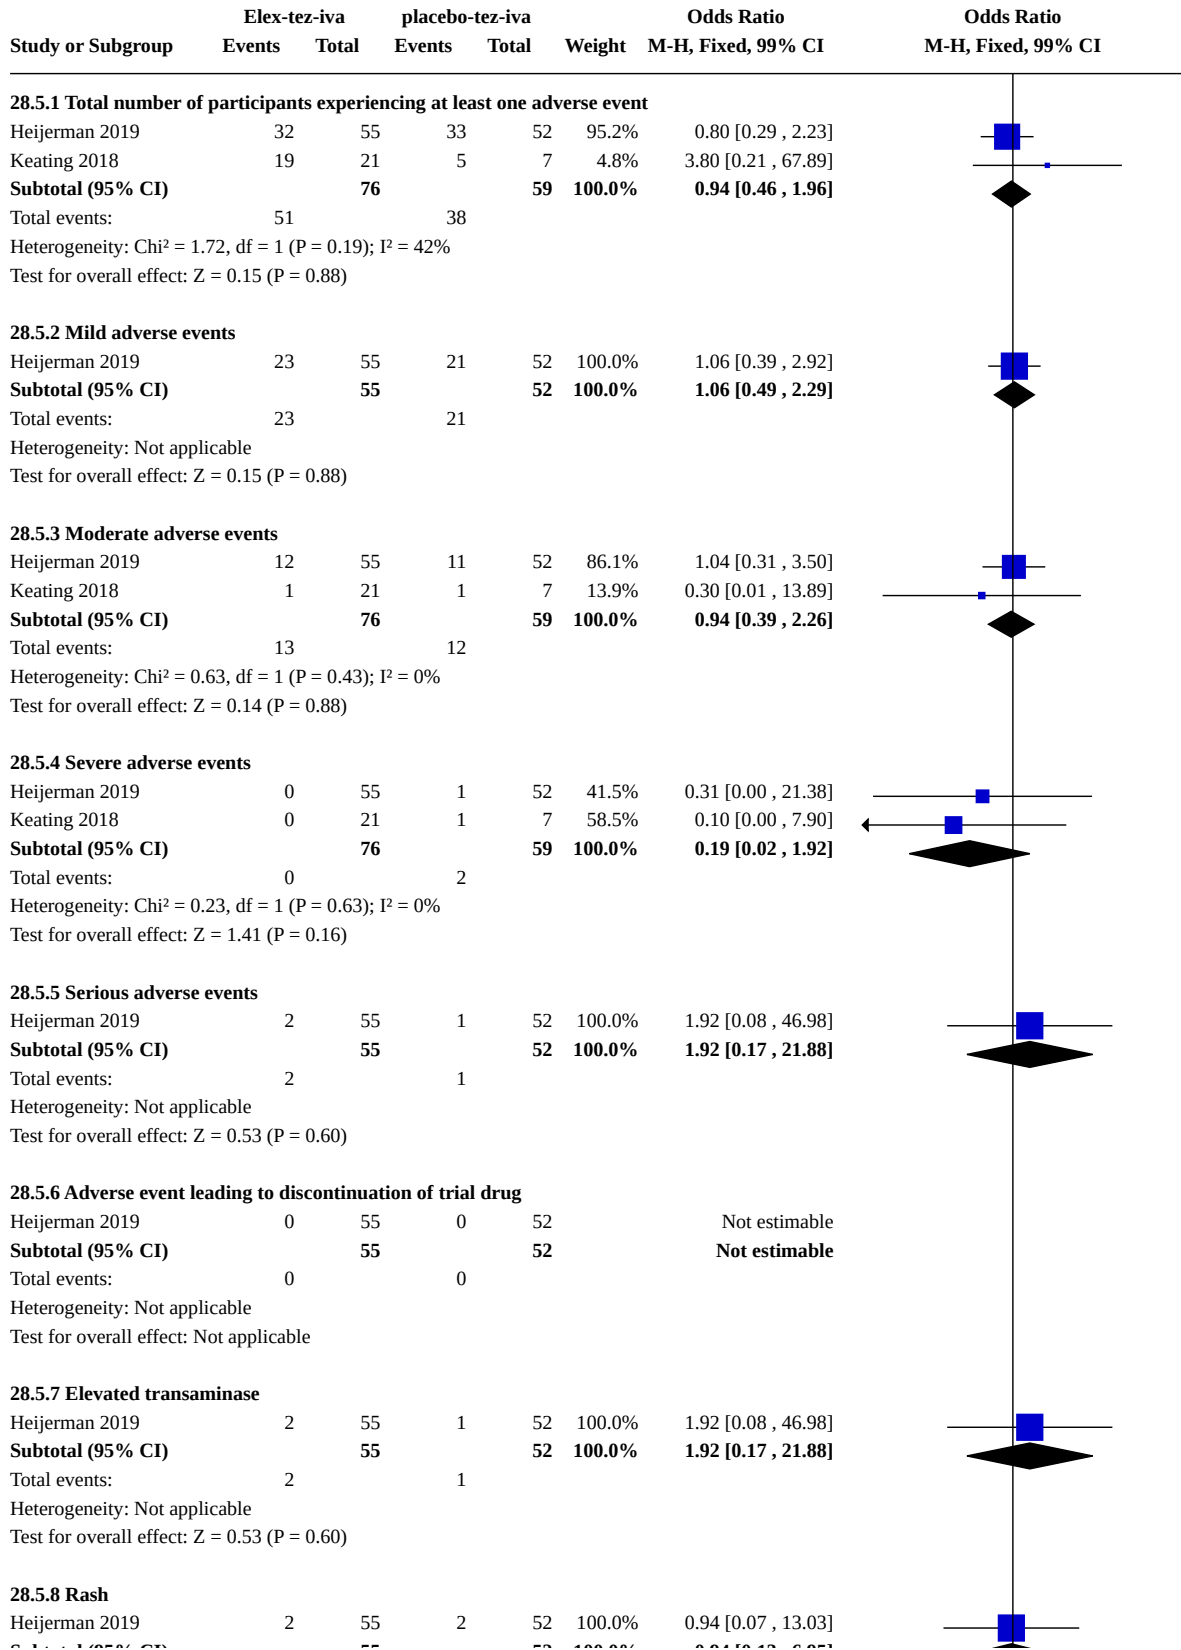 Elex-tez-iva placebo-tez-iva Odds Ratio Odds Ratio
Study or Subgroup Events Total Events Total Weight M-H, Fixed, 99% CI M-H, Fixed, 99% CI
28.5.1 Total number of participants experiencing at least one adverse event
Heijerman 2019 32 55 33 52 95.2% 0.80 [0.29 , 2.23]
Keating 2018 19 21 5 7 4.8% 3.80 [0.21 , 67.89]
Subtotal (95% CI) 76 59 100.0% 0.94 [0.46 , 1.96]
Total events: 51 38
Heterogeneity: Chi² = 1.72, df = 1 (P = 0.19); I² = 42%
Test for overall effect: Z = 0.15 (P = 0.88)
28.5.2 Mild adverse events
Heijerman 2019 23 55 21 52 100.0% 1.06 [0.39 , 2.92]
Subtotal (95% CI) 55 52 100.0% 1.06 [0.49 , 2.29]
Total events: 23 21
Heterogeneity: Not applicable
Test for overall effect: Z = 0.15 (P = 0.88)
28.5.3 Moderate adverse events
Heijerman 2019 12 55 11 52 86.1% 1.04 [0.31 , 3.50]
Keating 2018 1 21 1 7 13.9% 0.30 [0.01 , 13.89]
Subtotal (95% CI) 76 59 100.0% 0.94 [0.39 , 2.26]
Total events: 13 12
Heterogeneity: Chi² = 0.63, df = 1 (P = 0.43); I² = 0%
Test for overall effect: Z = 0.14 (P = 0.88)
28.5.4 Severe adverse events
Heijerman 2019 0 55 1 52 41.5% 0.31 [0.00 , 21.38]
Keating 2018 0 21 1 7 58.5% 0.10 [0.00 , 7.90]
Subtotal (95% CI) 76 59 100.0% 0.19 [0.02 , 1.92]
Total events: 0 2
Heterogeneity: Chi² = 0.23, df = 1 (P = 0.63); I² = 0%
Test for overall effect: Z = 1.41 (P = 0.16)
28.5.5 Serious adverse events
Heijerman 2019 2 55 1 52 100.0% 1.92 [0.08 , 46.98]
Subtotal (95% CI) 55 52 100.0% 1.92 [0.17 , 21.88]
Total events: 2 1
Heterogeneity: Not applicable
Test for overall effect: Z = 0.53 (P = 0.60)
28.5.6 Adverse event leading to discontinuation of trial drug
Heijerman 2019 0 55 0 52 Not estimable
Subtotal (95% CI) 55 52 Not estimable
Total events: 0 0
Heterogeneity: Not applicable
Test for overall effect: Not applicable
28.5.7 Elevated transaminase
Heijerman 2019 2 55 1 52 100.0% 1.92 [0.08 , 46.98]
Subtotal (95% CI) 55 52 100.0% 1.92 [0.17 , 21.88]
Total events: 2 1
Heterogeneity: Not applicable
Test for overall effect: Z = 0.53 (P = 0.60)
28.5.8 Rash
Heijerman 2019 2 55 2 52 100.0% 0.94 [0.07 , 13.03]